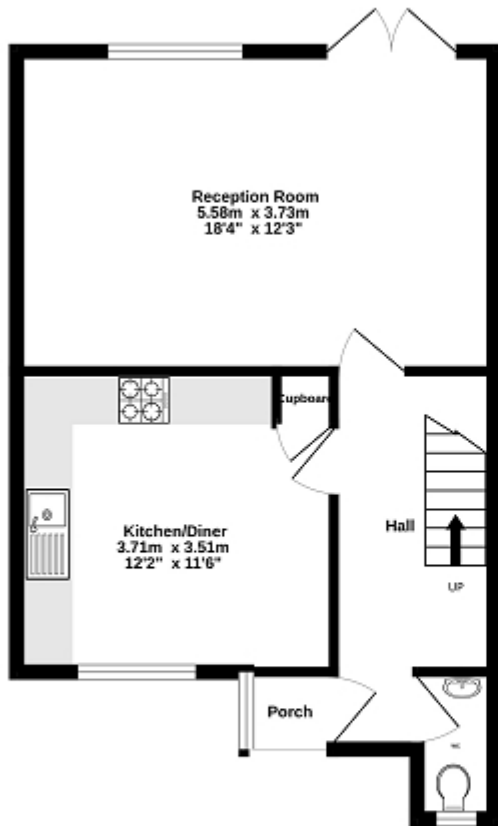 Reception Room
5.58m x 3.73m
18'4" x 12'3"
Cupboard
Kitchen/Diner
3.71m x 3.51m
12'2" x 11'6"
Hall
UP
Porch